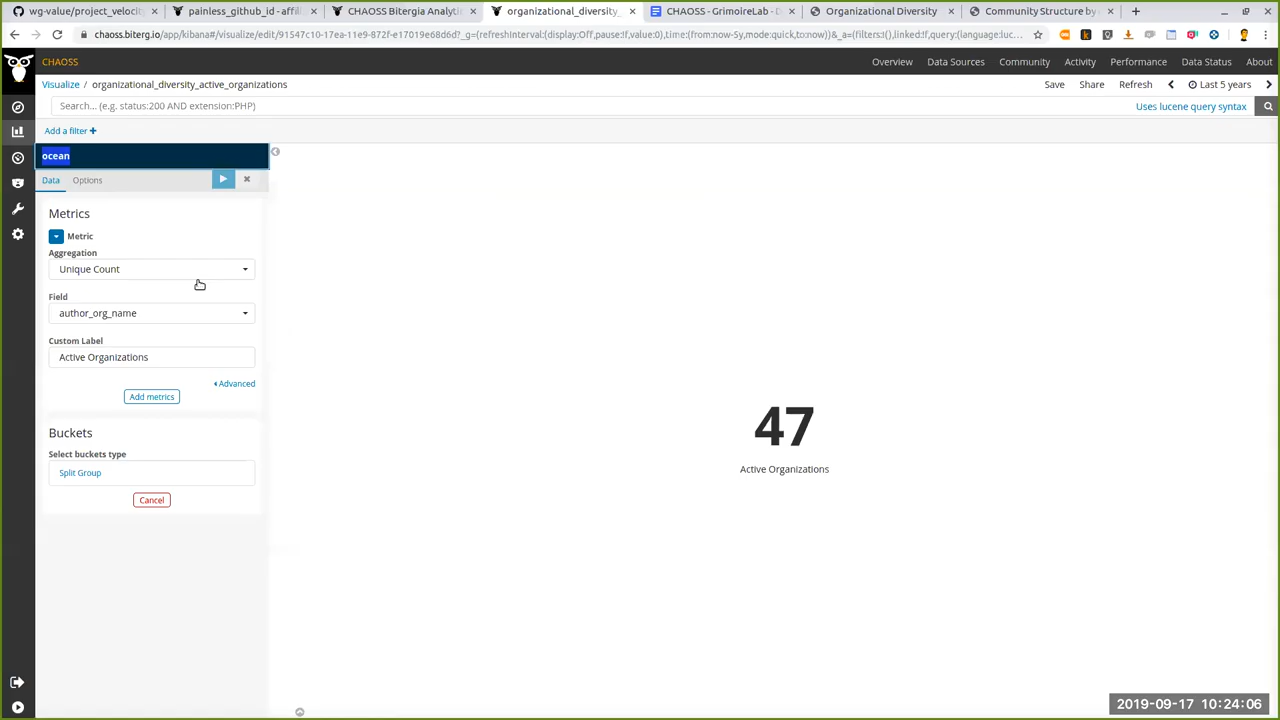 wg-value/project_velocity
painless_github_id - affili
CHAOSS Bitergia Analytic
organizational_diversity_
CHAOSS - GrimoireLab - D
Organizational Diversity
Community Structure by
chaoss.biterg.io/app/kibana#/visualize/edit/91547c10-17ea-11e9-872f-e17019e68d6d?_g=(refreshInterval:(display:Off,pause:!f,value:0),time:(from:now-5y,mode:quick,to:now))&_a=(filters:!(),linked:!f,query:(language:luc...
CHAOSS
Overview
Data Sources
Community
Activity
Performance
Data Status
About
Visualize / organizational_diversity_active_organizations
Save
Share
Refresh
Last 5 years
Search... (e.g. status:200 AND extension:PHP)
Uses lucene query syntax
Add a filter +
ocean
Data
Options
Metrics
Metric
Aggregation
Unique Count
Field
author_org_name
Custom Label
Active Organizations
Advanced
Add metrics
Buckets
Select buckets type
Split Group
Cancel
47
Active Organizations
2019-09-17 10:24:06